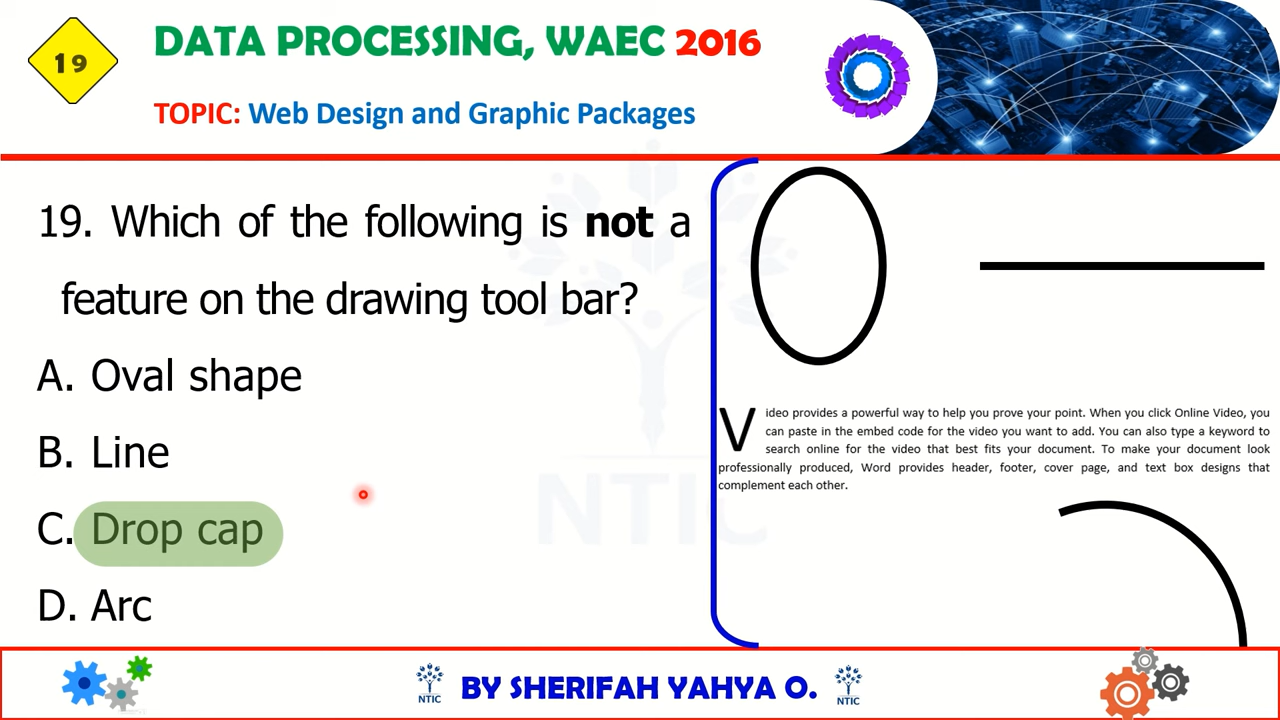 19
DATA PROCESSING, WAEC 2016
TOPIC: Web Design and Graphic Packages
19. Which of the following is not a
feature on the drawing tool bar?
A. Oval shape
B. Line
C. Drop cap
D. Arc
Video provides a powerful way to help you prove your point. When you click Online Video, you
can paste in the embed code for the video you want to add. You can also type a keyword to
search online for the video that best fits your document. To make your document look
professionally produced, Word provides header, footer, cover page, and text box designs that
complement each other.
NTIC
NTIC
BY SHERIFAH YAHYA O.
NTIC